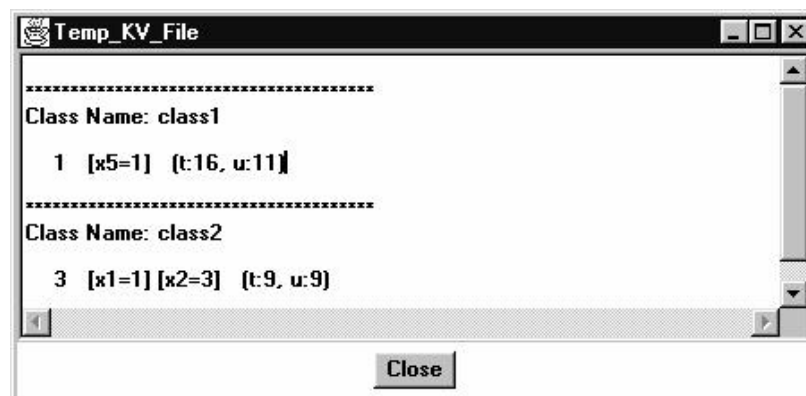 Temp_KV_File
***************************************
Class Name: class1
1 [x5=1] (t:16, u:11)
***************************************
Class Name: class2
3 [x1=1] [x2=3] (t:9, u:9)
Close